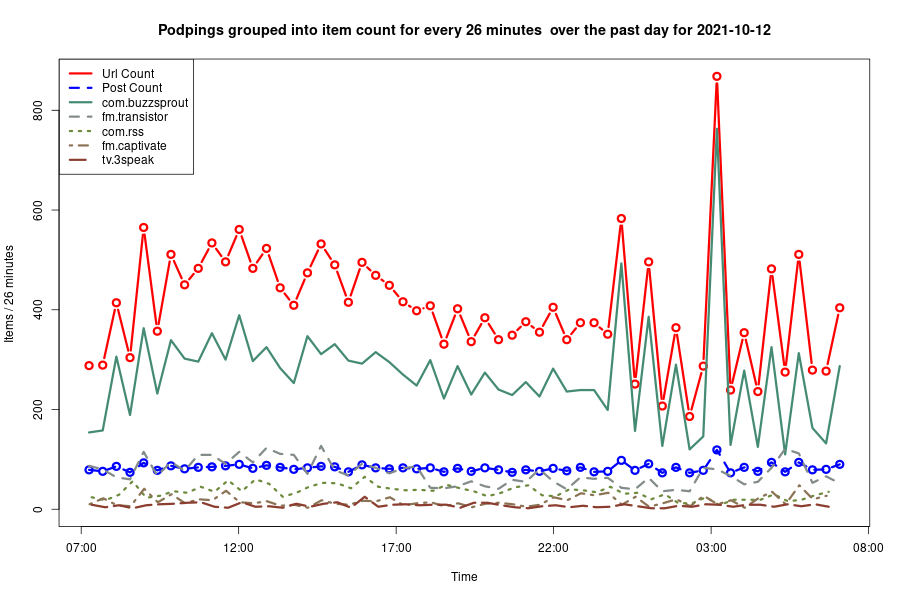 Podpings grouped into item count for every 26 minutes  over the past day for 2021-10-12
Url Count
Post Count
com.buzzsprout
fm.transistor
com.rss
fm.captivate
tv.3speak
Items / 26 minutes
800
600
400
200
0
07:00 12:00 17:00 22:00 03:00 08:00
Time